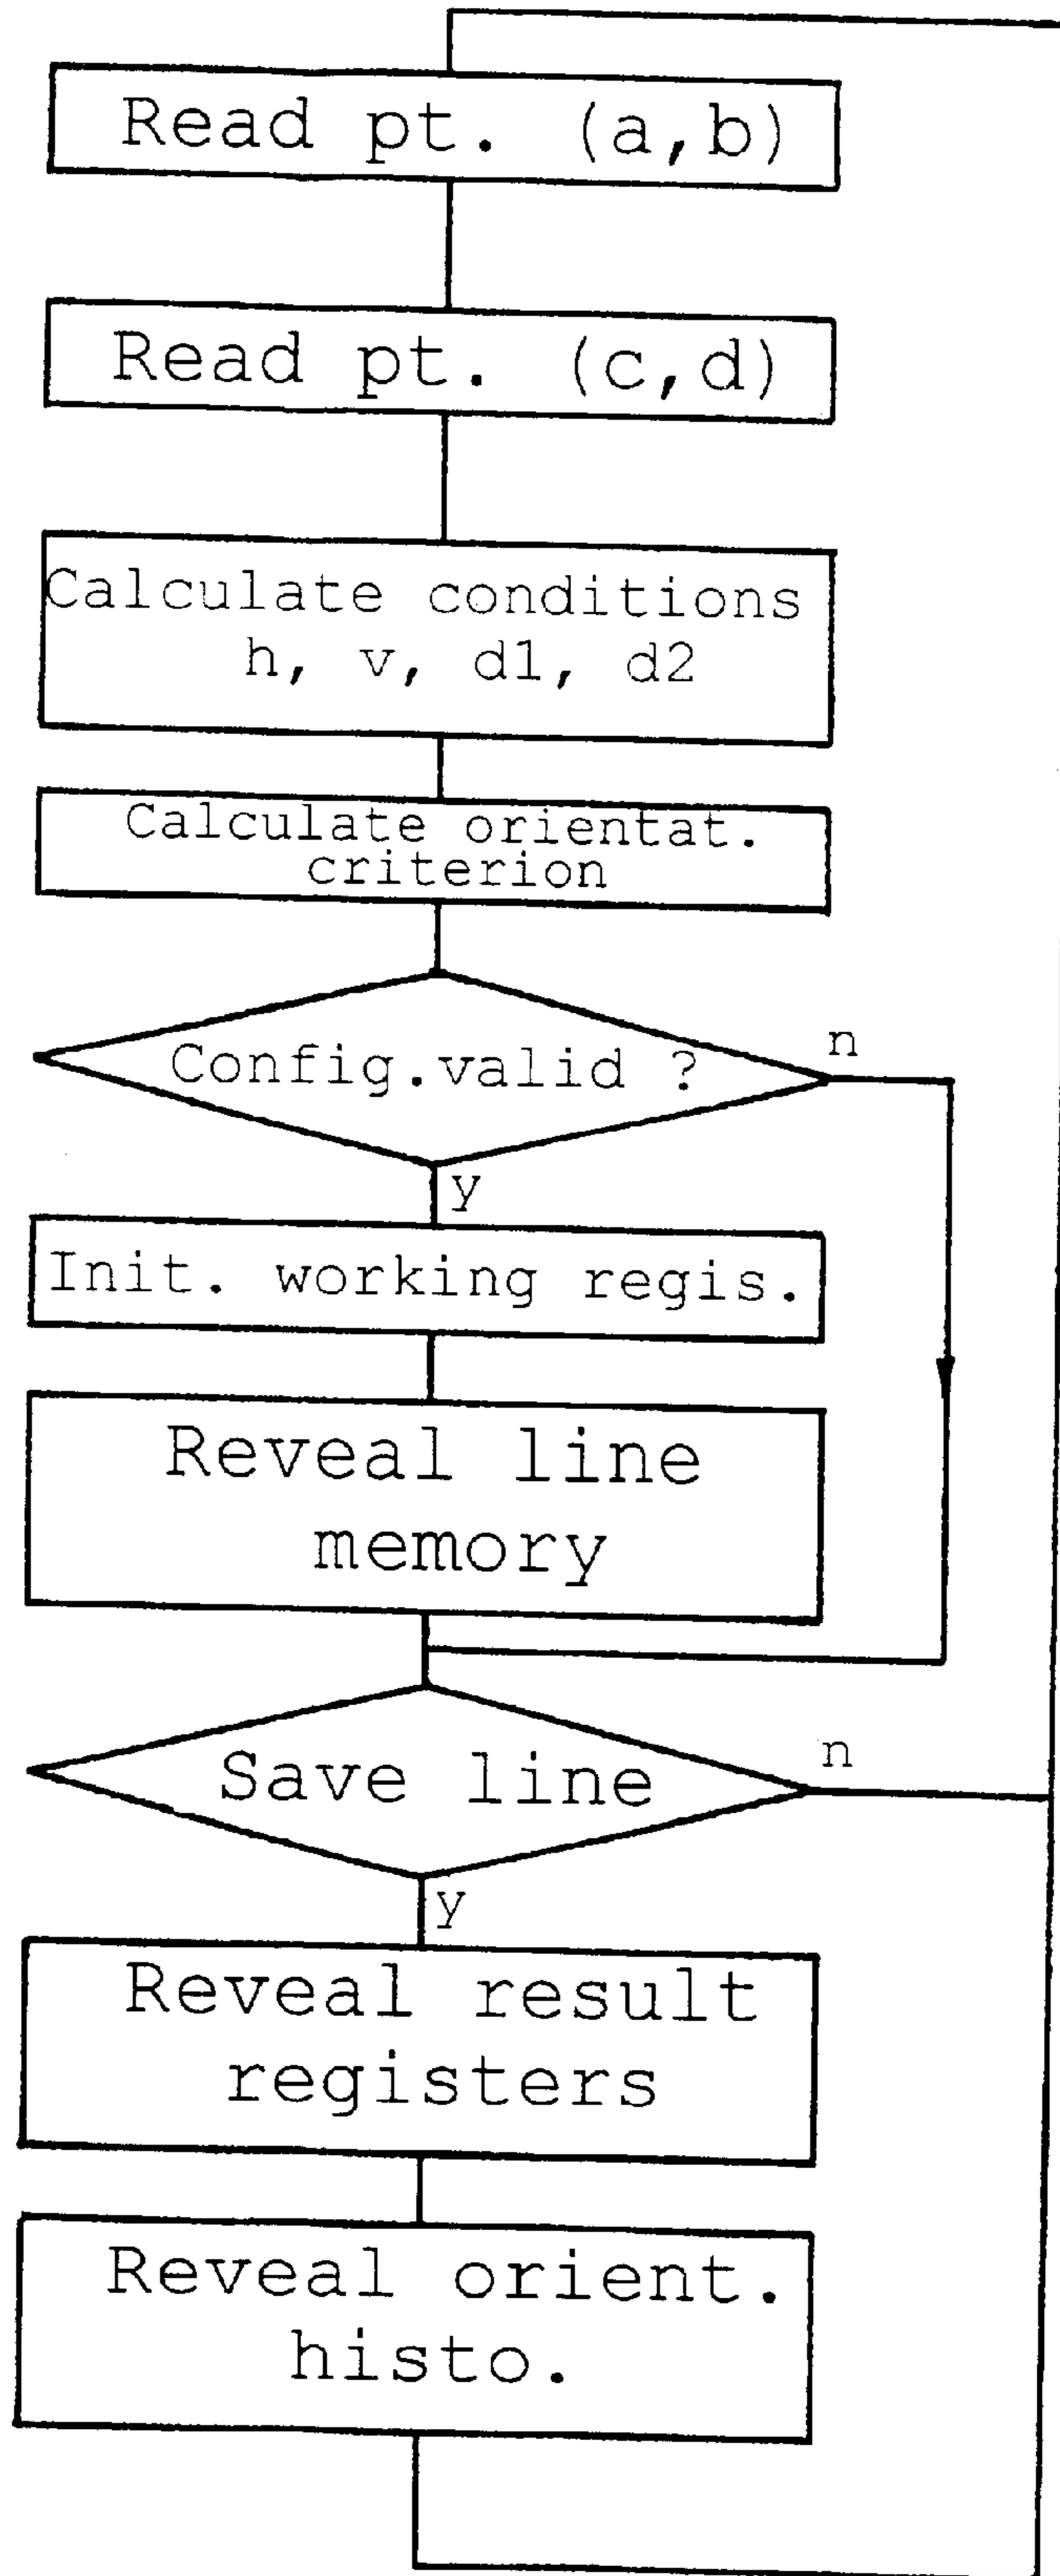 Read pt. (a,b)
Read pt. (c,d)
Calculate conditions
h, v, d1, d2
Calculate orientat.
criterion
Config.valid ?
n
y
Init. working regis.
Reveal line
memory
Save line
n
y
Reveal result
registers
Reveal orient.
histo.